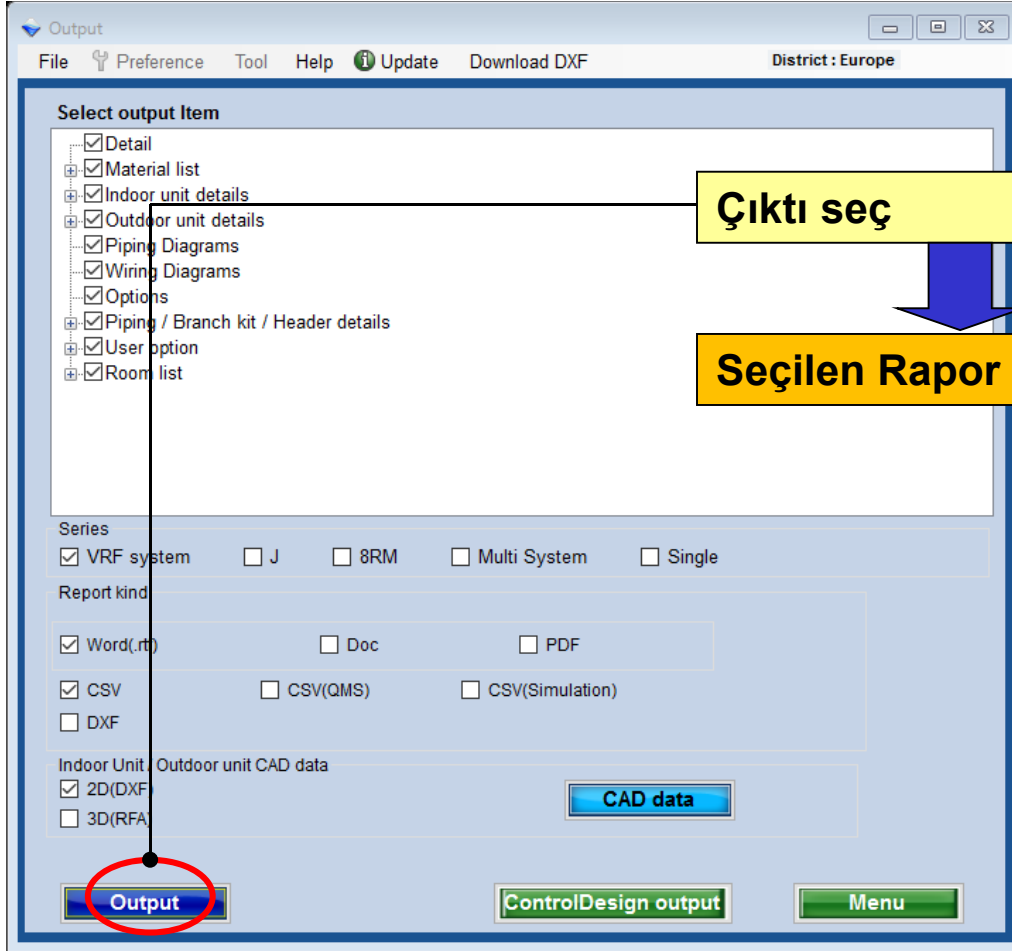 Output
File Preference Tool Help Update Download DXF District : Europe
Select output Item
Detail
Material list
Indoor unit details
Outdoor unit details
Piping Diagrams
Wiring Diagrams
Options
Piping / Branch kit / Header details
User option
Room list
Çıktı seç
Seçilen Rapor
Series
VRF system J 8RM Multi System Single
Report kind
Word(.rtf) Doc PDF
CSV CSV(QMS) CSV(Simulation)
DXF
Indoor Unit / Outdoor unit CAD data
2D(DXF)
3D(RFA)
CAD data
Output ControlDesign output Menu